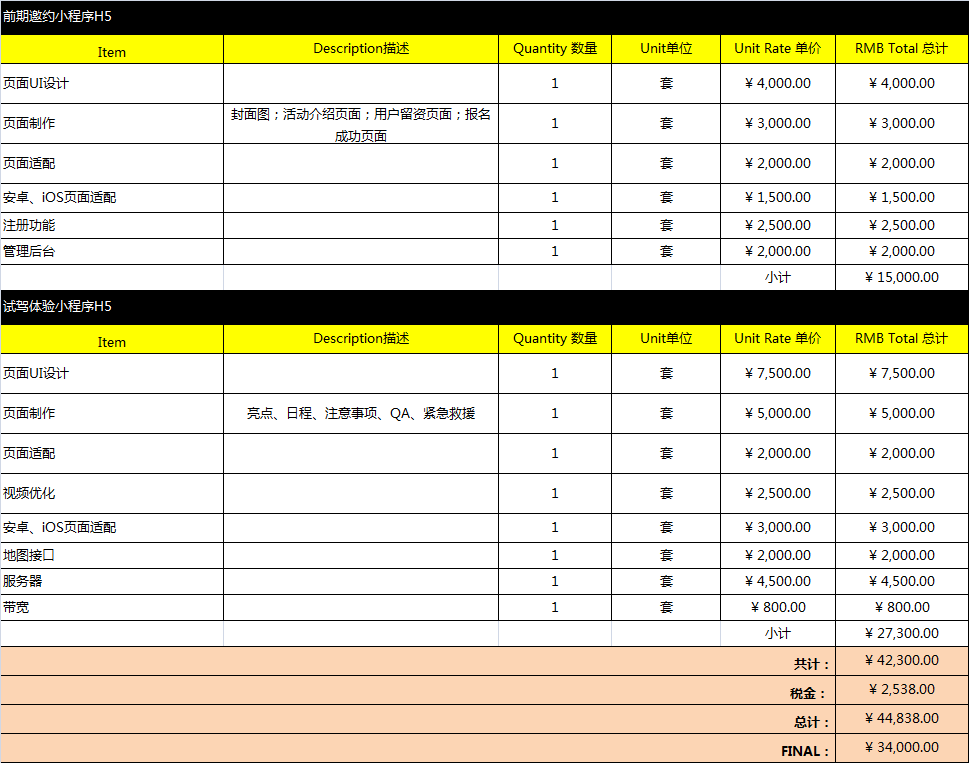 前期邀约小程序H5
Item Description描述 Quantity 数量 Unit单位 Unit Rate 单价 RMB Total 总计
页面UI设计 1 套 ¥ 4,000.00 ¥ 4,000.00
页面制作 封面图；活动介绍页面；用户留资页面；报名 1 套 ¥ 3,000.00 ¥ 3,000.00
成功页面
页面适配 1 套 ¥ 2,000.00 ¥ 2,000.00
安卓、iOS页面适配 1 套 ¥ 1,500.00 ¥ 1,500.00
注册功能 1 套 ¥ 2,500.00 ¥ 2,500.00
管理后台 1 套 ¥ 2,000.00 ¥ 2,000.00
小计 ¥ 15,000.00
试驾体验小程序H5
Item Description描述 Quantity 数量 Unit单位 Unit Rate 单价 RMB Total 总计
页面UI设计 1 套 ¥ 7,500.00 ¥ 7,500.00
页面制作 亮点、日程、注意事项、QA、紧急救援 1 套 ¥ 5,000.00 ¥ 5,000.00
页面适配 1 套 ¥ 2,000.00 ¥ 2,000.00
视频优化 1 套 ¥ 2,500.00 ¥ 2,500.00
安卓、iOS页面适配 1 套 ¥ 3,000.00 ¥ 3,000.00
地图接口 1 套 ¥ 2,000.00 ¥ 2,000.00
服务器 1 套 ¥ 4,500.00 ¥ 4,500.00
带宽 1 套 ¥ 800.00 ¥ 800.00
小计 ¥ 27,300.00
共计： ¥ 42,300.00
税金： ¥ 2,538.00
总计： ¥ 44,838.00
FINAL： ¥ 34,000.00